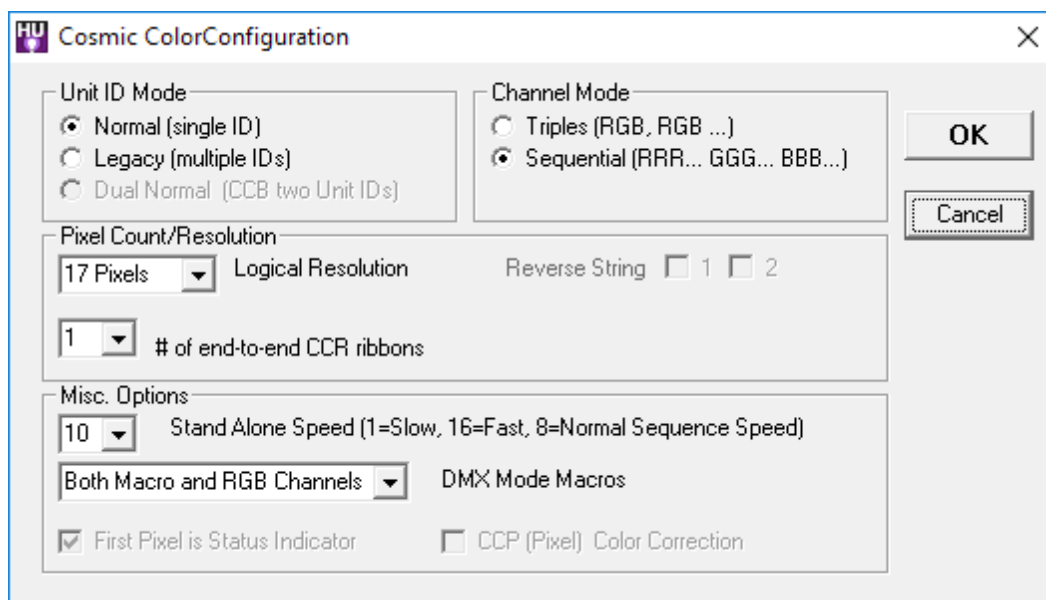 HU Cosmic ColorConfiguration
Unit ID Mode
Normal (single ID)
Legacy (multiple IDs)
Dual Normal (CCB two Unit IDs)
Channel Mode
Triples (RGB, RGB ...)
Sequential (RRR... GGG... BBB...)
OK
Cancel
Pixel Count/Resolution
17 Pixels Logical Resolution Reverse String 1 2
1 # of end-to-end CCR ribbons
Misc. Options
10 Stand Alone Speed (1=Slow, 16=Fast, 8=Normal Sequence Speed)
Both Macro and RGB Channels DMX Mode Macros
First Pixel is Status Indicator CCP (Pixel) Color Correction